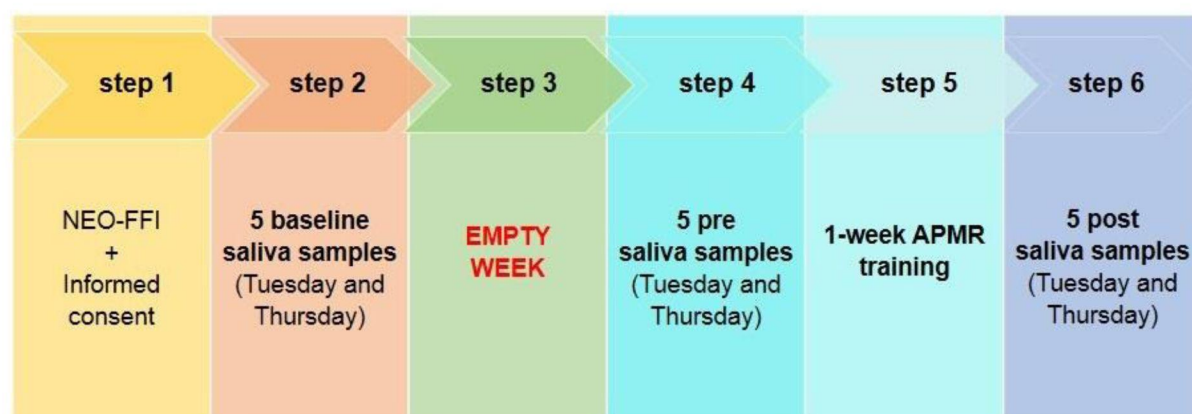 step 1
step 2
step 3
step 4
step 5
step 6
NEO-FFI
+
Informed
consent
5 baseline
saliva samples
(Tuesday and
Thursday)
EMPTY
WEEK
5 pre
saliva samples
(Tuesday and
Thursday)
1-week APMR
training
5 post
saliva samples
(Tuesday and
Thursday)